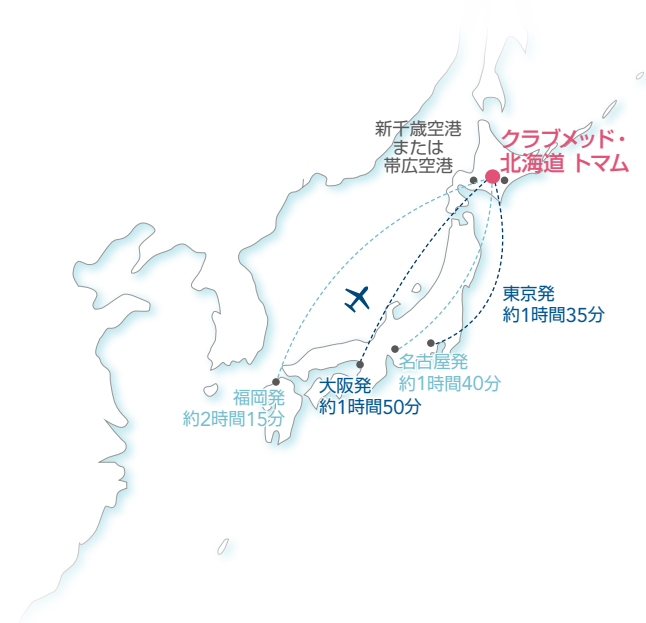 新千歳空港
または
帯広空港
クラブメッド・
北海道 トマム
東京発
約1時間35分
名古屋発
約1時間40分
大阪発
約1時間50分
福岡発
約2時間15分